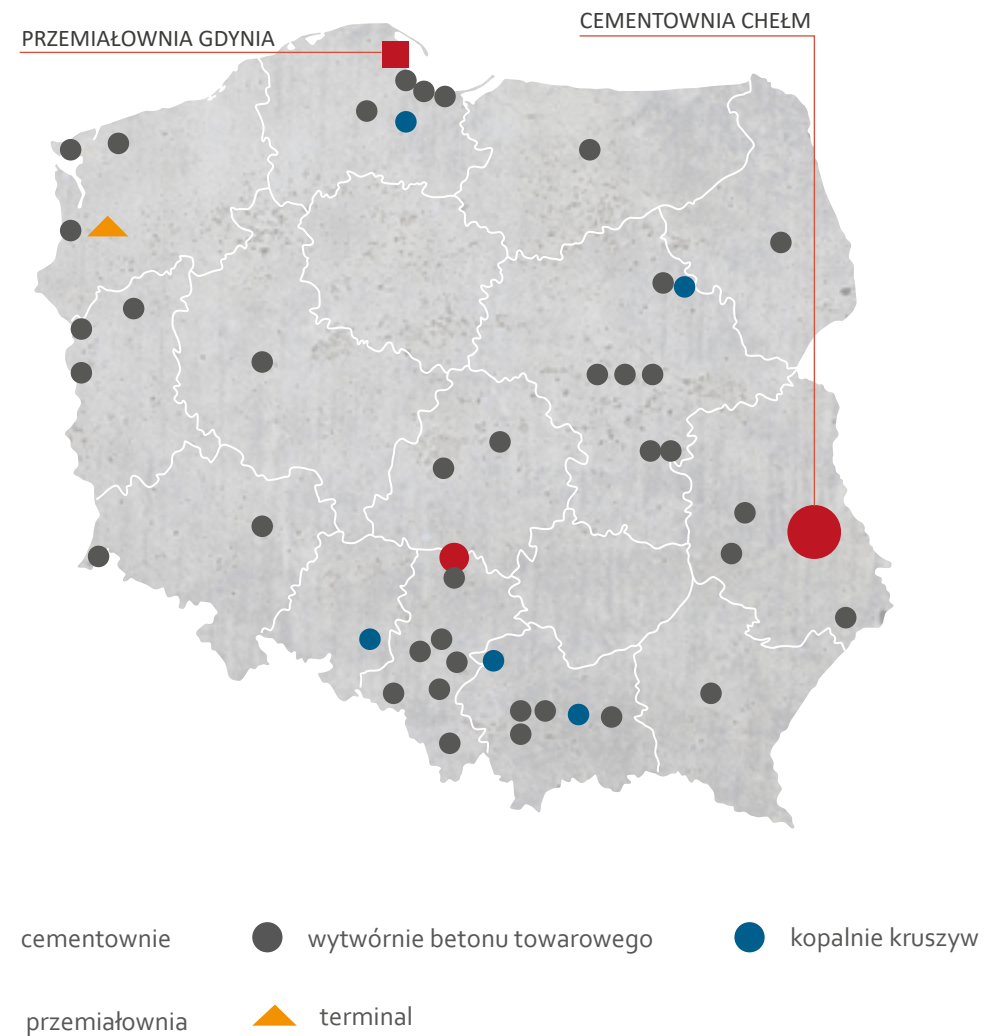 CEMENTOWNIA CHEŁM
PRZEMIAŁOWNIA GDYNIA
cementownie
wytwórnie betonu towarowego
kopalnie kruszyw
przemiałownia
terminal